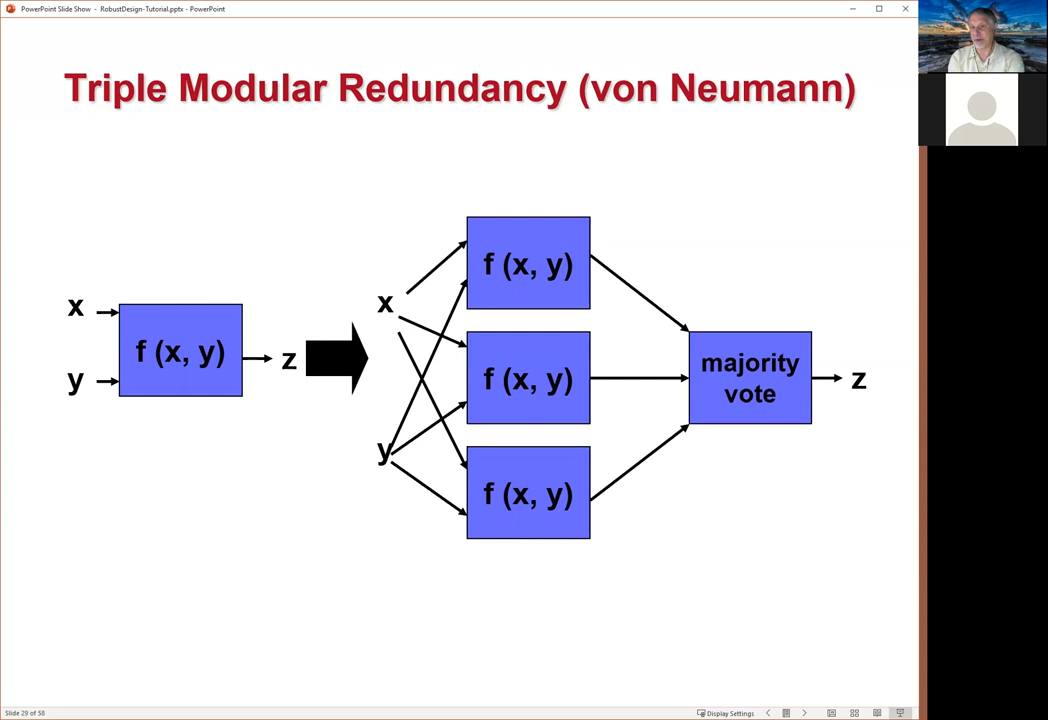 PowerPoint Slide Show - RobustDesign-Tutorial.pptx - PowerPoint
Triple Modular Redundancy (von Neumann)
x
y
f (x, y)
z
x
y
f (x, y)
f (x, y)
f (x, y)
majority
vote
z
Slide 29 of 58
Display Settings